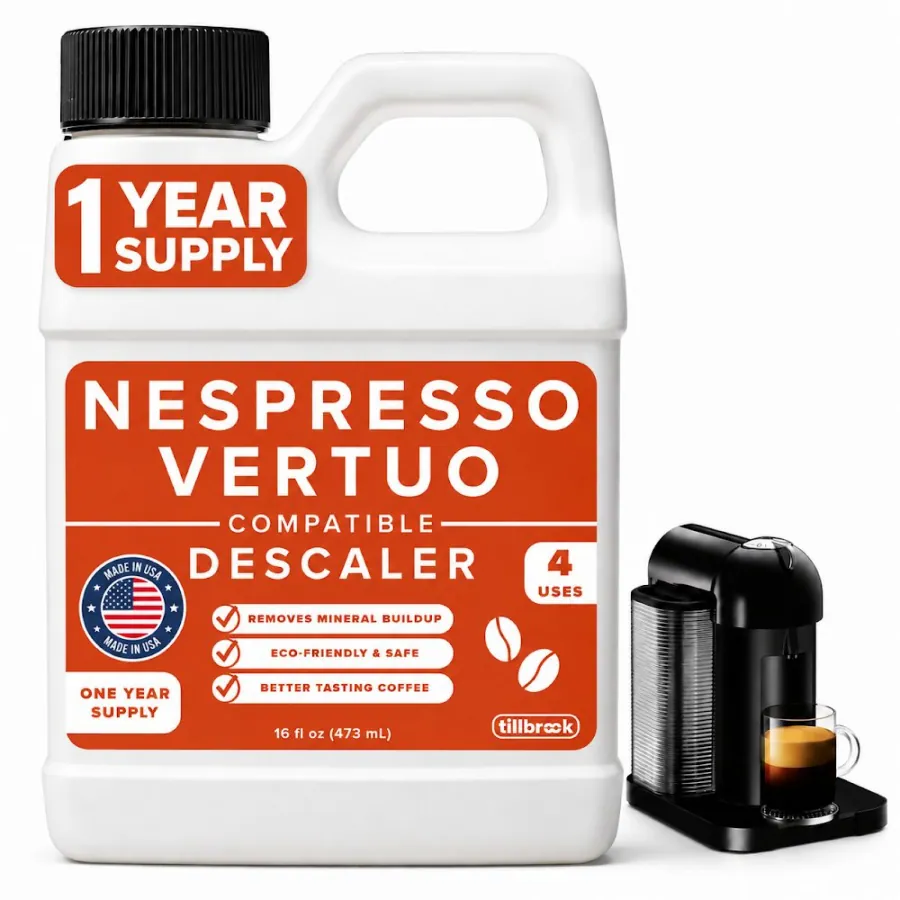 1 YEAR
SUPPLY
NESPRESSO
VERTUO
COMPATIBLE
DESCALER
4
USES
MADE IN USA
MADE IN USA
REMOVES MINERAL BUILDUP
ECO-FRIENDLY & SAFE
BETTER TASTING COFFEE
ONE YEAR
SUPPLY
16 fl oz (473 mL)
tillbrook